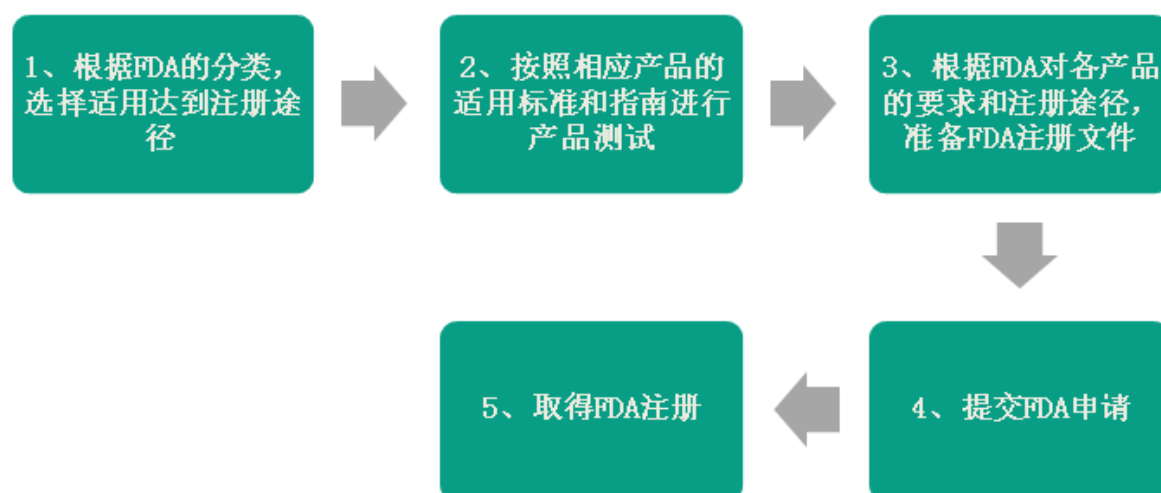 1、根据FDA的分类，
选择适用达到注册途
径
2、按照相应产品的
适用标准和指南进行
产品测试
3、根据FDA对各产品
的要求和注册途径，
准备FDA注册文件
4、提交FDA申请
5、取得FDA注册